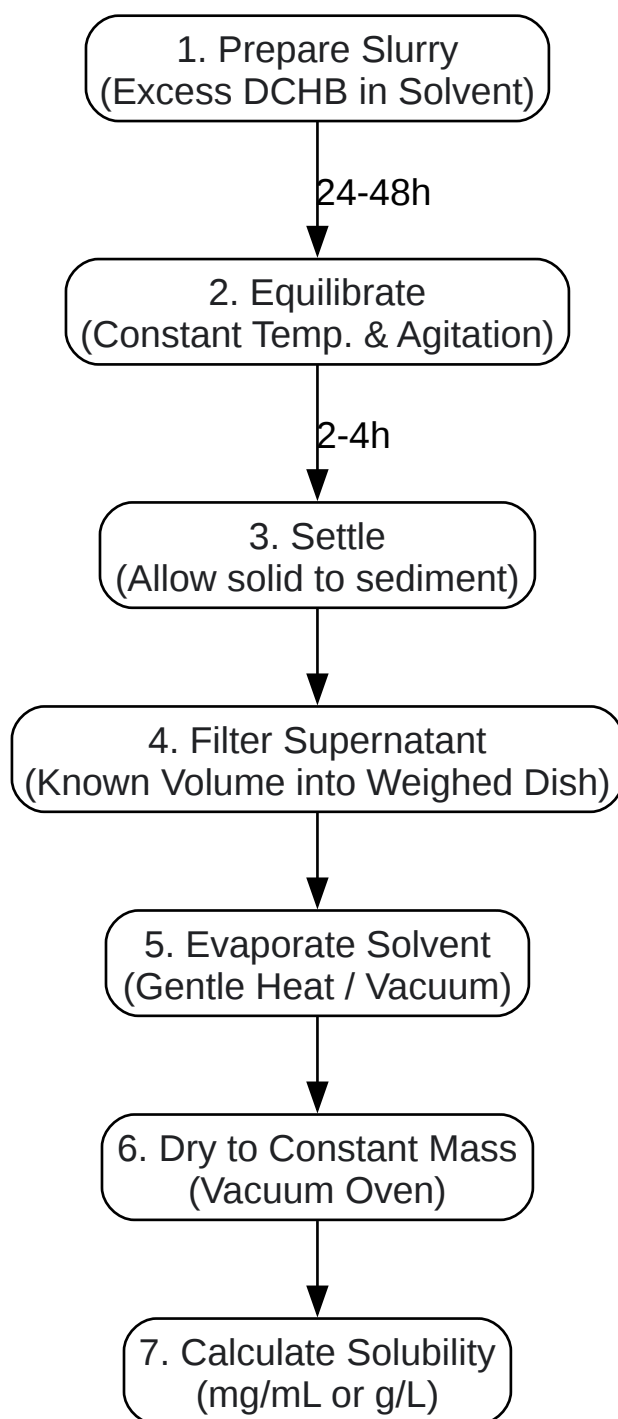 1. Prepare Slurry
(Excess DCHB in Solvent)
24-48h
2. Equilibrate
(Constant Temp. & Agitation)
2-4h
3. Settle
(Allow solid to sediment)
4. Filter Supernatant
(Known Volume into Weighed Dish)
5. Evaporate Solvent
(Gentle Heat / Vacuum)
6. Dry to Constant Mass
(Vacuum Oven)
7. Calculate Solubility
(mg/mL or g/L)